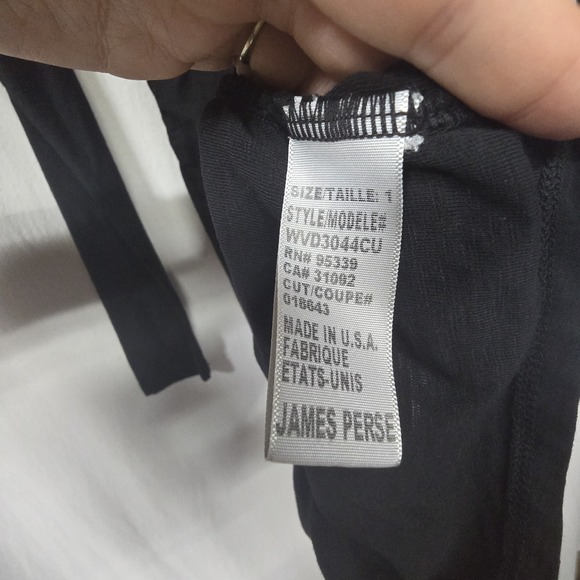 SIZE/TAILLE: 1
STYLE/MODELE#
WVD3044CU
RN# 95339
CA# 31092
CUT/COUPE#
018643
MADE IN U.S.A.
FABRIQUE
ETATS-UNIS
JAMES PERSE